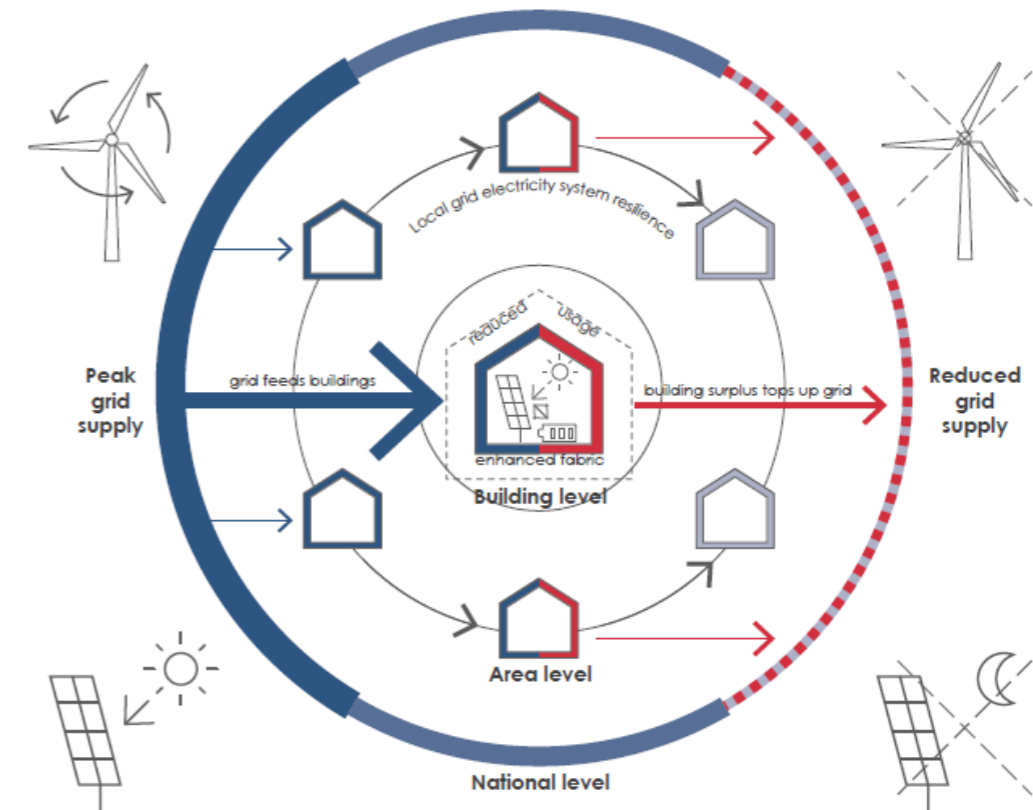 Local grid electricity system resilience
reduced usage
Peak
grid
supply
grid feeds buildings
building surplus tops up grid
Reduced
grid
supply
enhanced fabric
Building level
Area level
National level